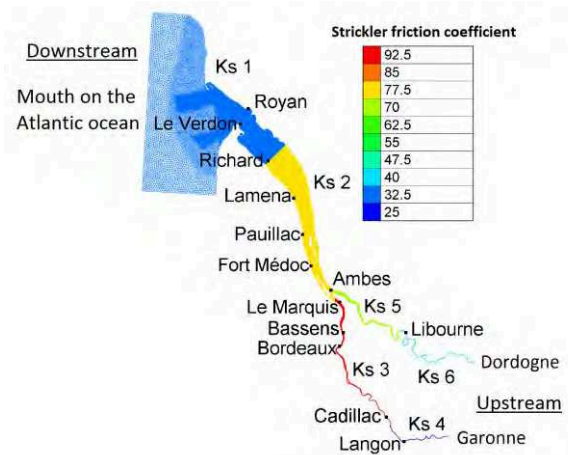 Downstream
Mouth on the
Atlantic ocean
Strickler friction coefficient
92.5
85
77.5
70
62.5
55
47.5
40
32.5
25
Ks 1
Royan
Le Verdon
Richard
Ks 2
Lamena
Pauillac
Fort Médoc
Ambes
Le Marquis
Ks 5
Bassens
Libourne
Bordeaux
Ks 3
Ks 6
Dordogne
Upstream
Cadillac
Ks 4
Langon
Garonne